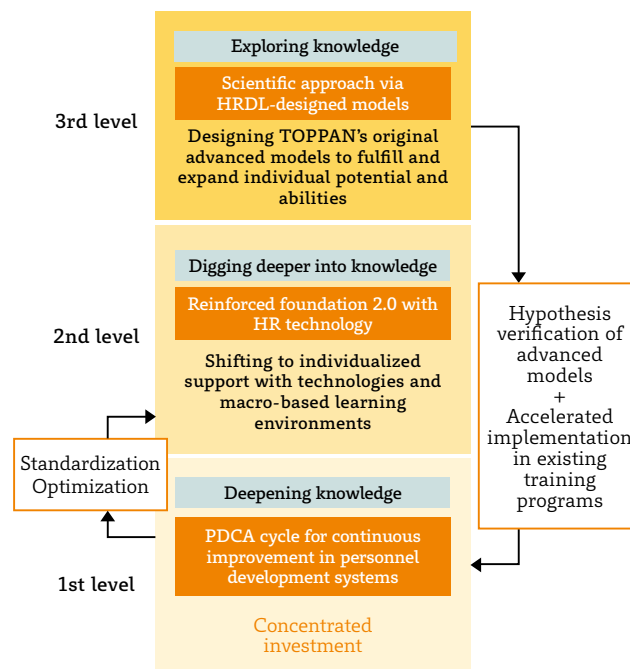 3rd level
Exploring knowledge
Scientific approach via
HRDL-designed models
Designing TOPPAN's original
advanced models to fulfill and
expand individual potential and
abilities
2nd level
Digging deeper into knowledge
Reinforced foundation 2.0 with
HR technology
Shifting to individualized
support with technologies and
macro-based learning
environments
Hypothesis
verification of
advanced
models
+
Accelerated
implementation
in existing
training
programs
Standardization
Optimization
1st level
Deepening knowledge
PDCA cycle for continuous
improvement in personnel
development systems
Concentrated
investment